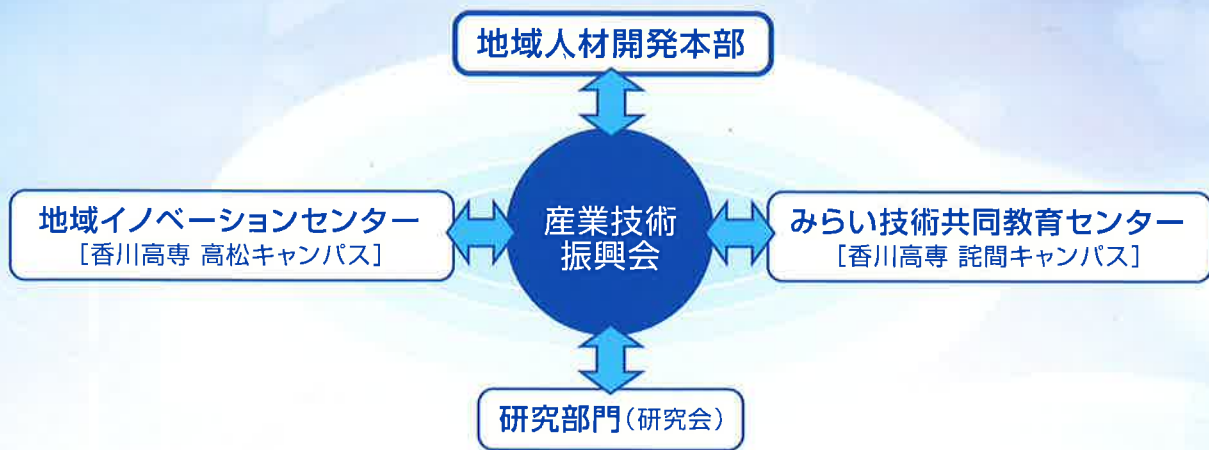 地域人材開発本部
地域イノベーションセンター
[香川高専 高松キャンパス]
産業技術
振興会
みらい技術共同教育センター
[香川高専 詫間キャンパス]
研究部門(研究会)